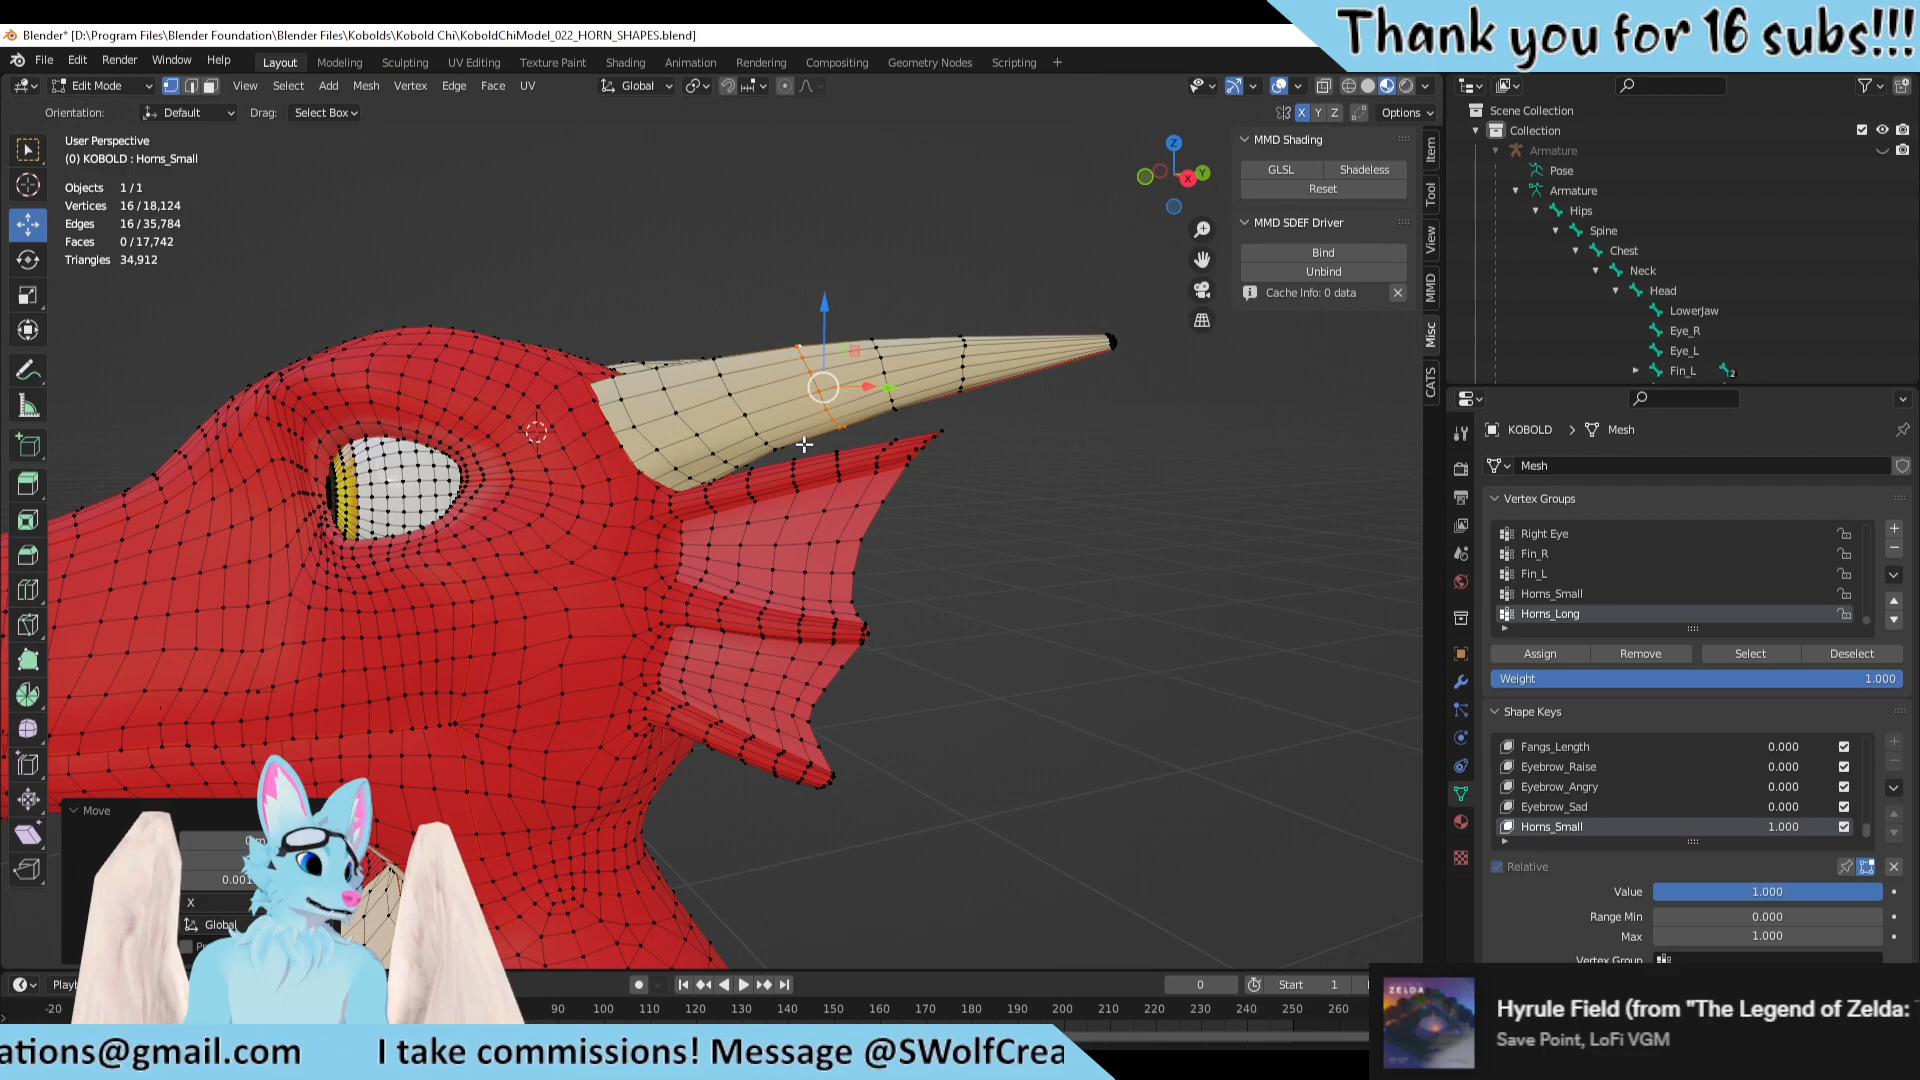 Thank you for 16 subs!!!
Blender* [D:\Program Files\Blender Foundation\Blender Files\Kobolds\Kobold Chi\KoboldChiModel_022_HORN_SHAPES.blend]
File Edit Render Window Help Layout Modeling Sculpting UV Editing Texture Paint Shading Animation Rendering Compositing Geometry Nodes Scripting +
Edit Mode View Select Add Mesh Vertex Edge Face UV Global
Orientation: Default Drag: Select Box X Y Z Options
User Perspective
(0) KOBOLD : Horns_Small
Objects 1 / 1
Vertices 16 / 18,124
Edges 16 / 35,784
Faces 0 / 17,742
Triangles 34,912
Z
X
Y
MMD Shading
GLSL Shadeless
Reset
MMD SDEF Driver
Bind
Unbind
Cache Info: 0 data
Item
Tool
View
MMD
Misc
CATS
Scene Collection
Collection
Armature
Pose
Armature
Hips
Spine
Chest
Neck
Head
LowerJaw
Eye_R
Eye_L
Fin_L 2
KOBOLD > Mesh
Mesh
Vertex Groups
Right Eye
Fin_R
Fin_L
Horns_Small
Horns_Long
Assign Remove Select Deselect
Weight 1.000
Shape Keys
Fangs_Length 0.000
Eyebrow_Raise 0.000
Eyebrow_Angry 0.000
Eyebrow_Sad 0.000
Horns_Small 1.000
Relative
Value 1.000
Range Min 0.000
Max 1.000
Vertex Group
Move
0.001
X
Global
Playb
0 Start 1
-20 90 100 110 120 130 140 150 160 170 180 190 200 210 220 230 240 250 260
ations@gmail.com I take commissions! Message @SWolfCrea
ZELDA
Hyrule Field (from "The Legend of Zelda:
Save Point, LoFi VGM